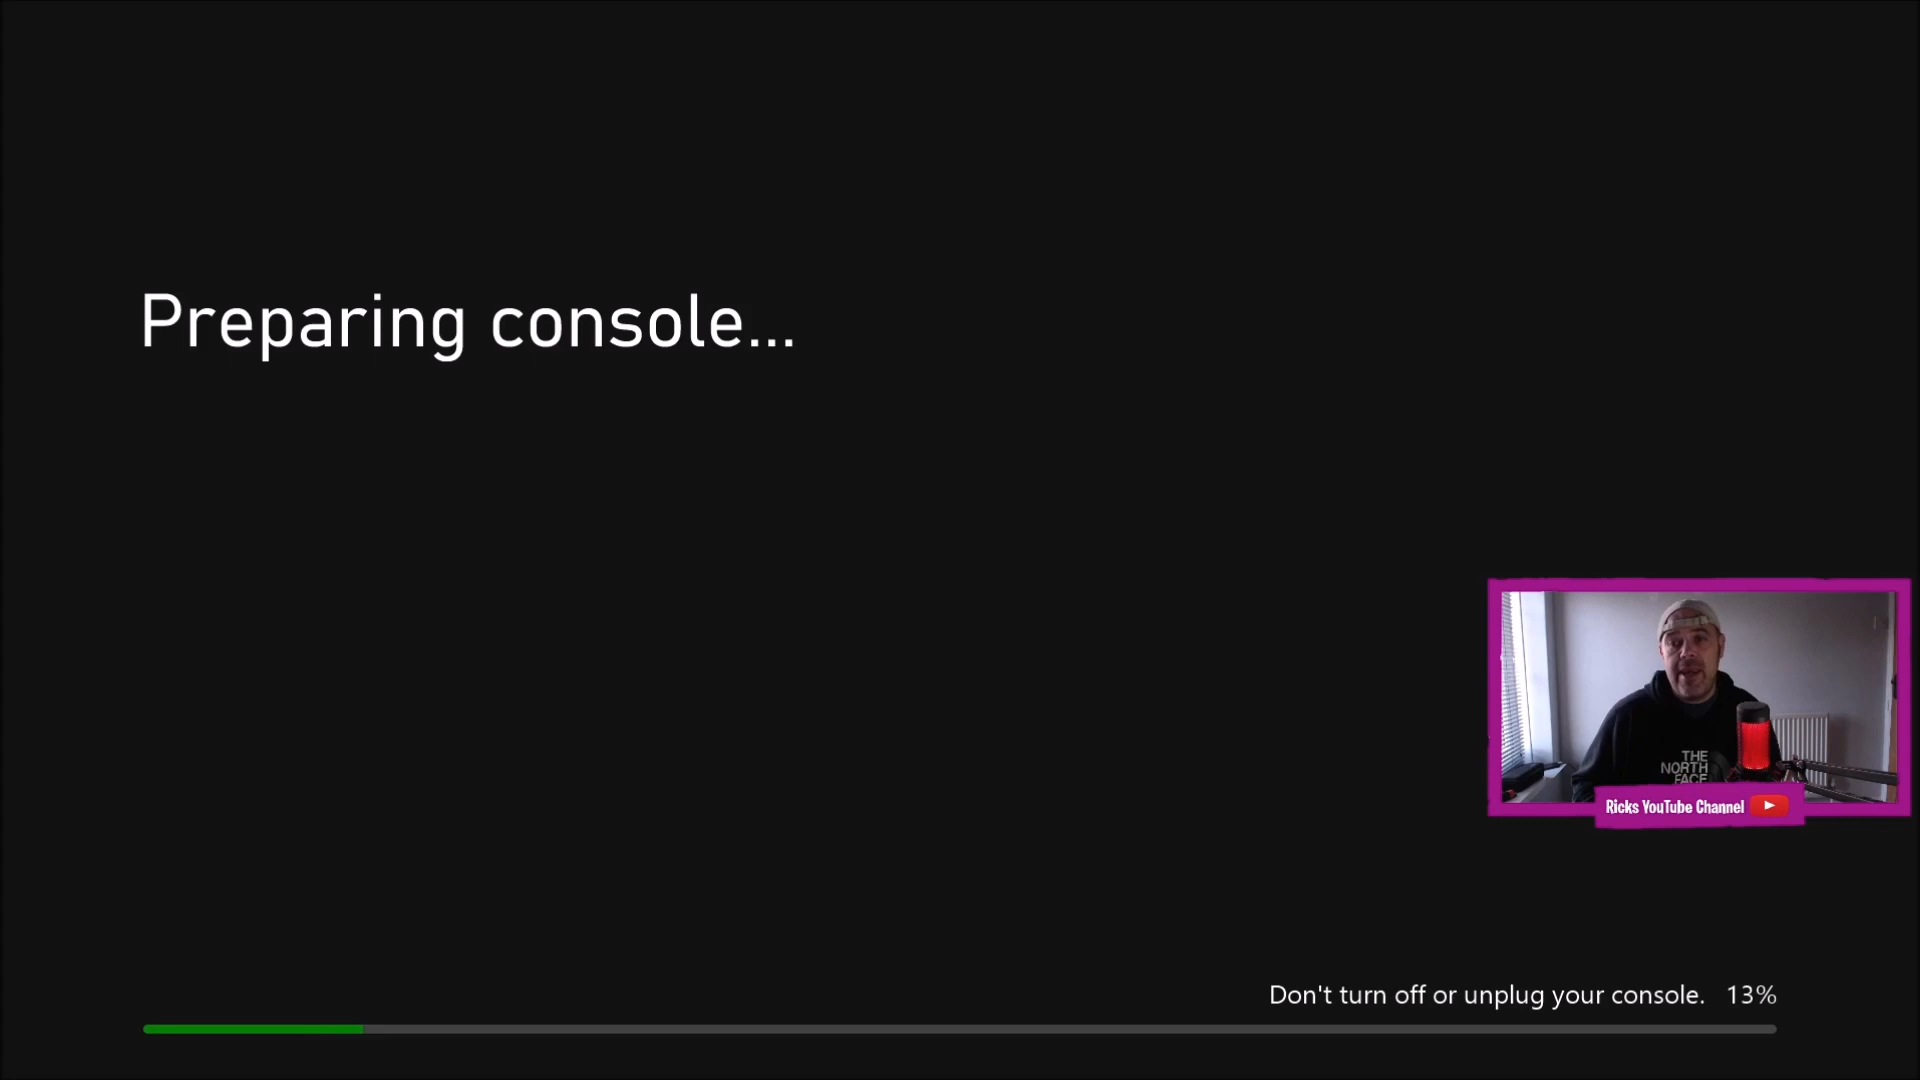 Preparing console...
THE
NORTH
FACE
Ricks YouTube Channel
Don't turn off or unplug your console. 13%